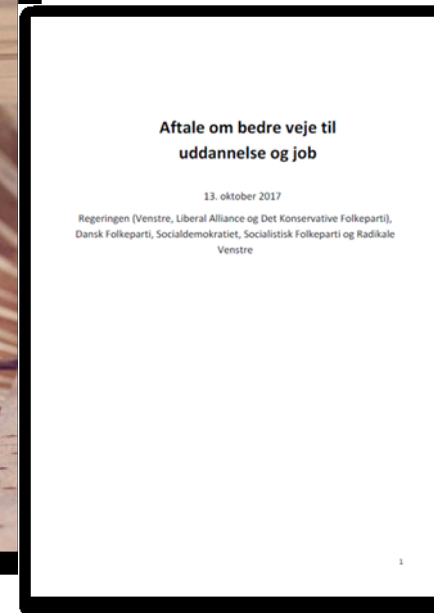 Aftale om bedre veje til
uddannelse og job
13. oktober 2017
Regeringen (Venstre, Liberal Alliance og Det Konservative Folkeparti),
Dansk Folkeparti, Socialdemokratiet, Socialistisk Folkeparti og Radikale
Venstre
1